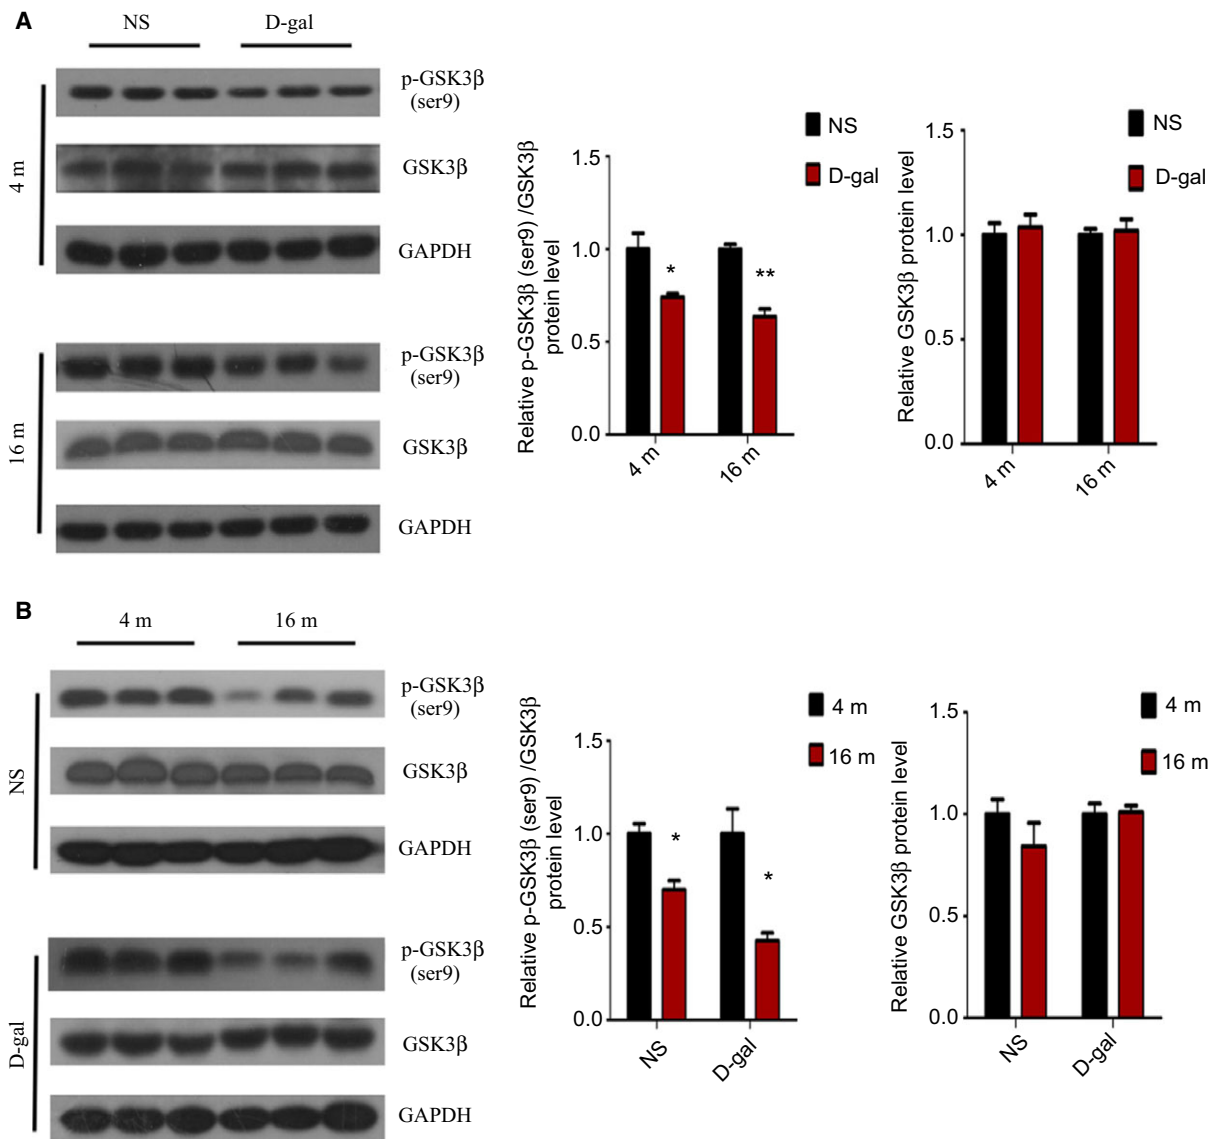 A
NS D-gal
4 m
p-GSK3β
(ser9)
GSK3β
GAPDH
16 m
p-GSK3β
(ser9)
GSK3β
GAPDH
Relative p-GSK3β (ser9) /GSK3β
protein level
1.5
1.0
0.5
0.0
* **
4 m 16 m
NS
D-gal
Relative GSK3β protein level
1.5
1.0
0.5
0.0
4 m 16 m
NS
D-gal
B
4 m 16 m
NS
p-GSK3β
(ser9)
GSK3β
GAPDH
D-gal
p-GSK3β
(ser9)
GSK3β
GAPDH
Relative p-GSK3β (ser9) /GSK3β
protein level
1.5
1.0
0.5
0.0
* *
NS D-gal
4 m
16 m
Relative GSK3β protein level
1.5
1.0
0.5
0.0
NS D-gal
4 m
16 m